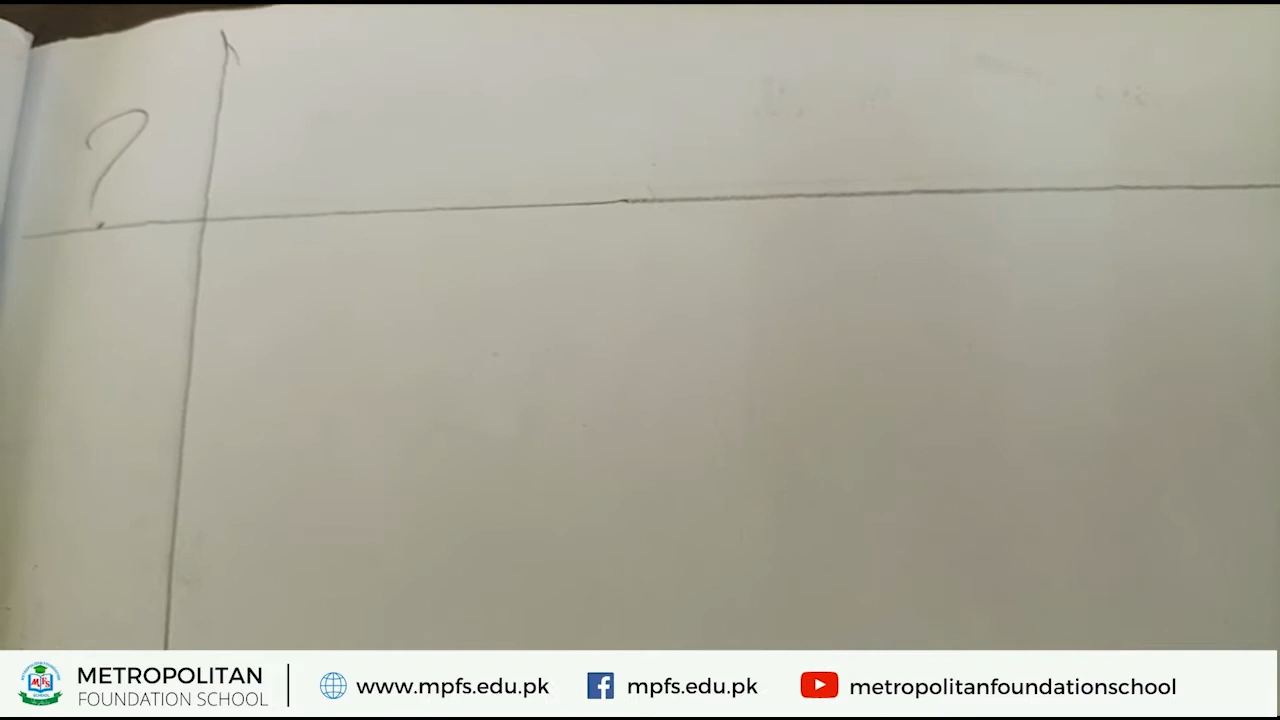 ?
METROPOLITAN
FOUNDATION SCHOOL
www.mpfs.edu.pk
mpfs.edu.pk
metropolitanfoundationschool